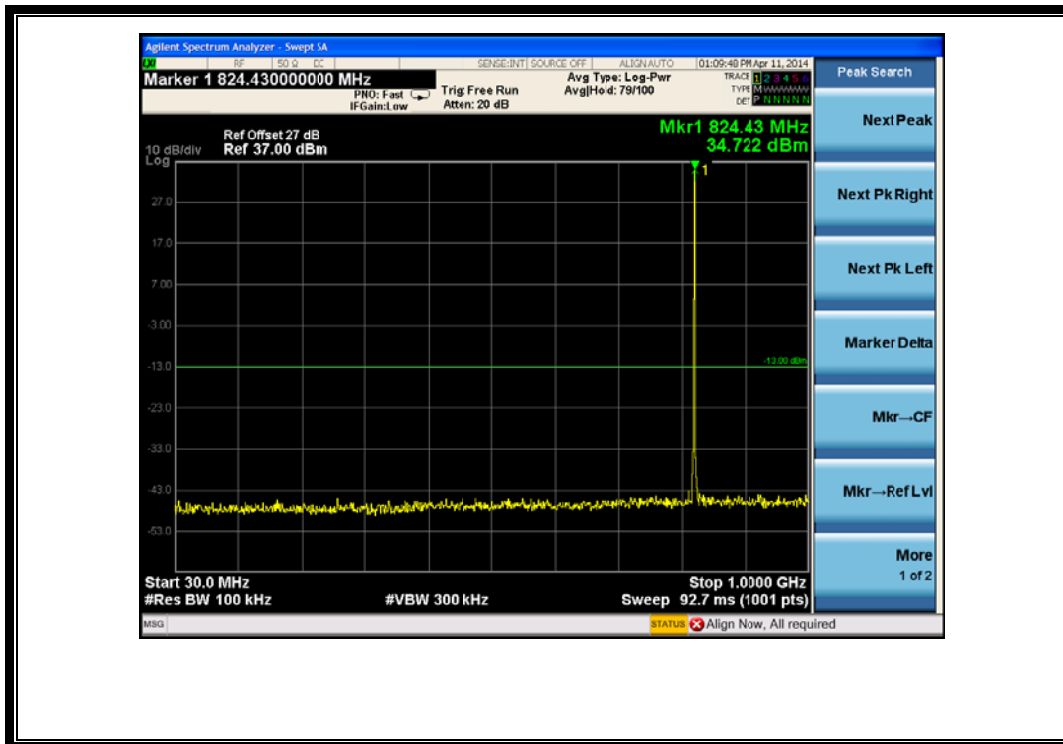 Agilent Spectrum Analyzer - Swept SA
RF 50 Ω DC SENSE:INT SOURCE OFF ALIGN AUTO 01:09:48 PM Apr 11, 2014
Marker 1 824.430000000 MHz
PNO: Fast
IFGain:Low
Trig: Free Run
Atten: 20 dB
Avg Type: Log-Pwr
Avg|Hold: 79/100
TRACE 1 2 3 4 5 6
TYPE M
DET P N N N N N
Mkr1 824.43 MHz
34.722 dBm
Ref Offset 27 dB
10 dB/div Ref 37.00 dBm
Log
1
27.0
17.0
7.00
-3.00
-13.0
-13.00 dBm
-23.0
-33.0
-43.0
-53.0
Start 30.0 MHz Stop 1.0000 GHz
#Res BW 100 kHz #VBW 300 kHz Sweep 92.7 ms (1001 pts)
MSG STATUS Align Now, All required
Peak Search
Next Peak
Next Pk Right
Next Pk Left
Marker Delta
Mkr→CF
Mkr→Ref Lvl
More
1 of 2